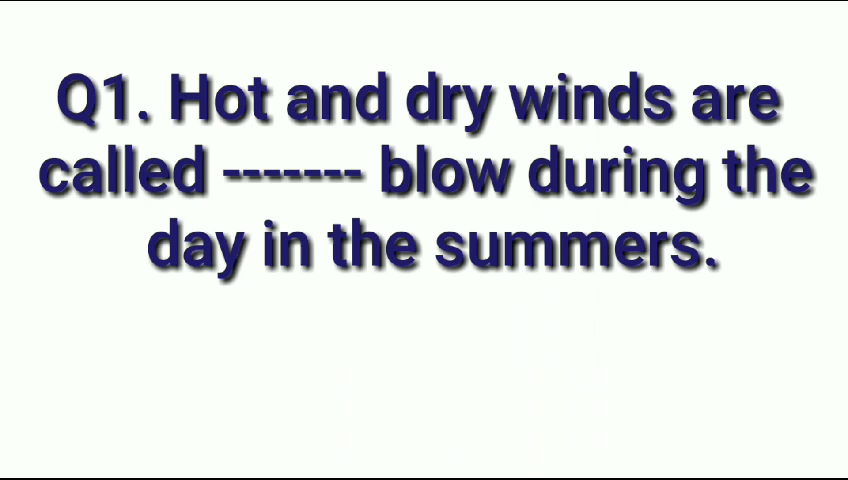 Q1. Hot and dry winds are
called ------- blow during the
day in the summers.